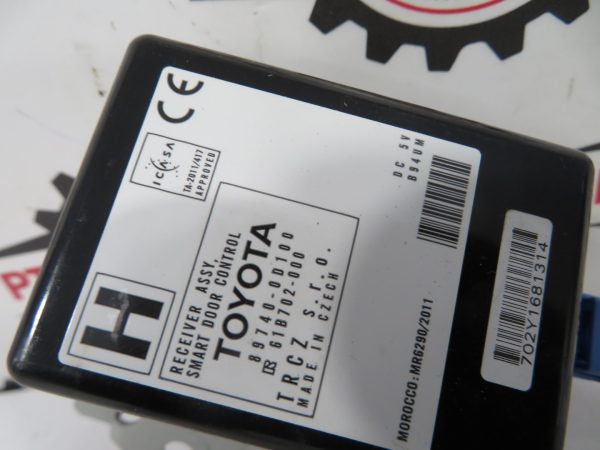 CE
ICASA
TA-2011/417
APPROVED
H
RECEIVER ASSY,
SMART DOOR CONTROL
TOYOTA
89740-0D100
61B702-000
TRCZ s.r.o.
MADE IN CZECH
DC 5V
B94UM
MOROCCO:MR6290/2011
702Y1681314
PT